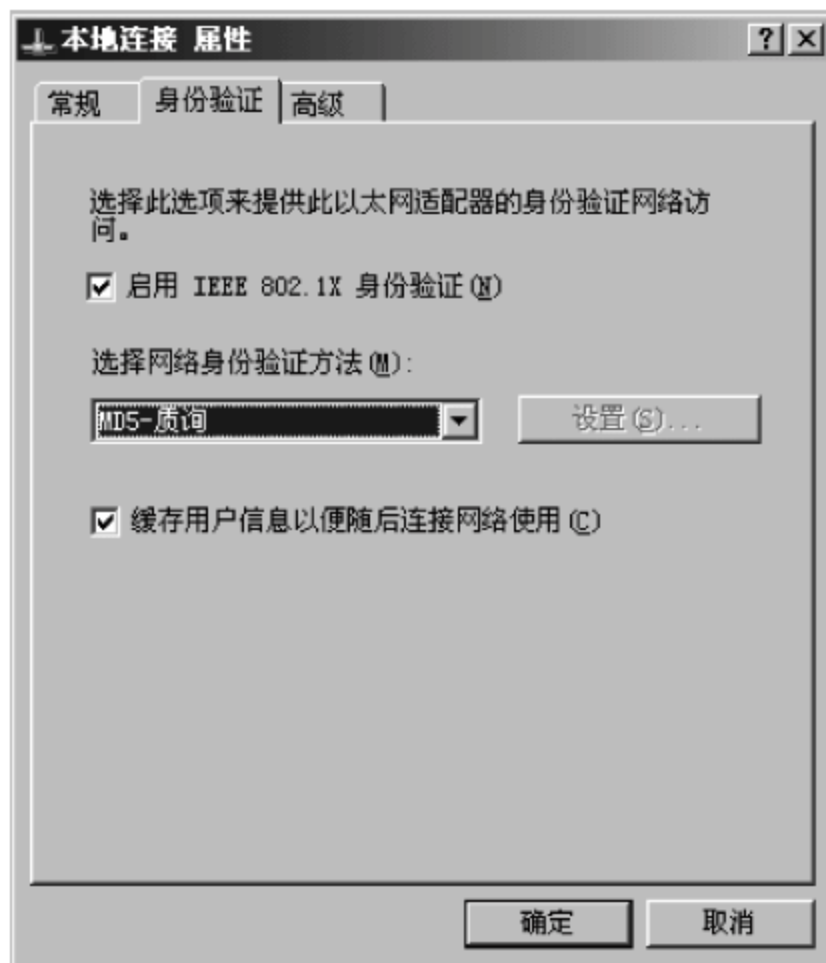 本地连接 属性
常规 身份验证 高级
选择此选项来提供此以太网适配器的身份验证网络访
问。
启用 IEEE 802.1X 身份验证(N)
选择网络身份验证方法(M):
MD5-质询 设置(S)...
缓存用户信息以便随后连接网络使用(C)
确定 取消